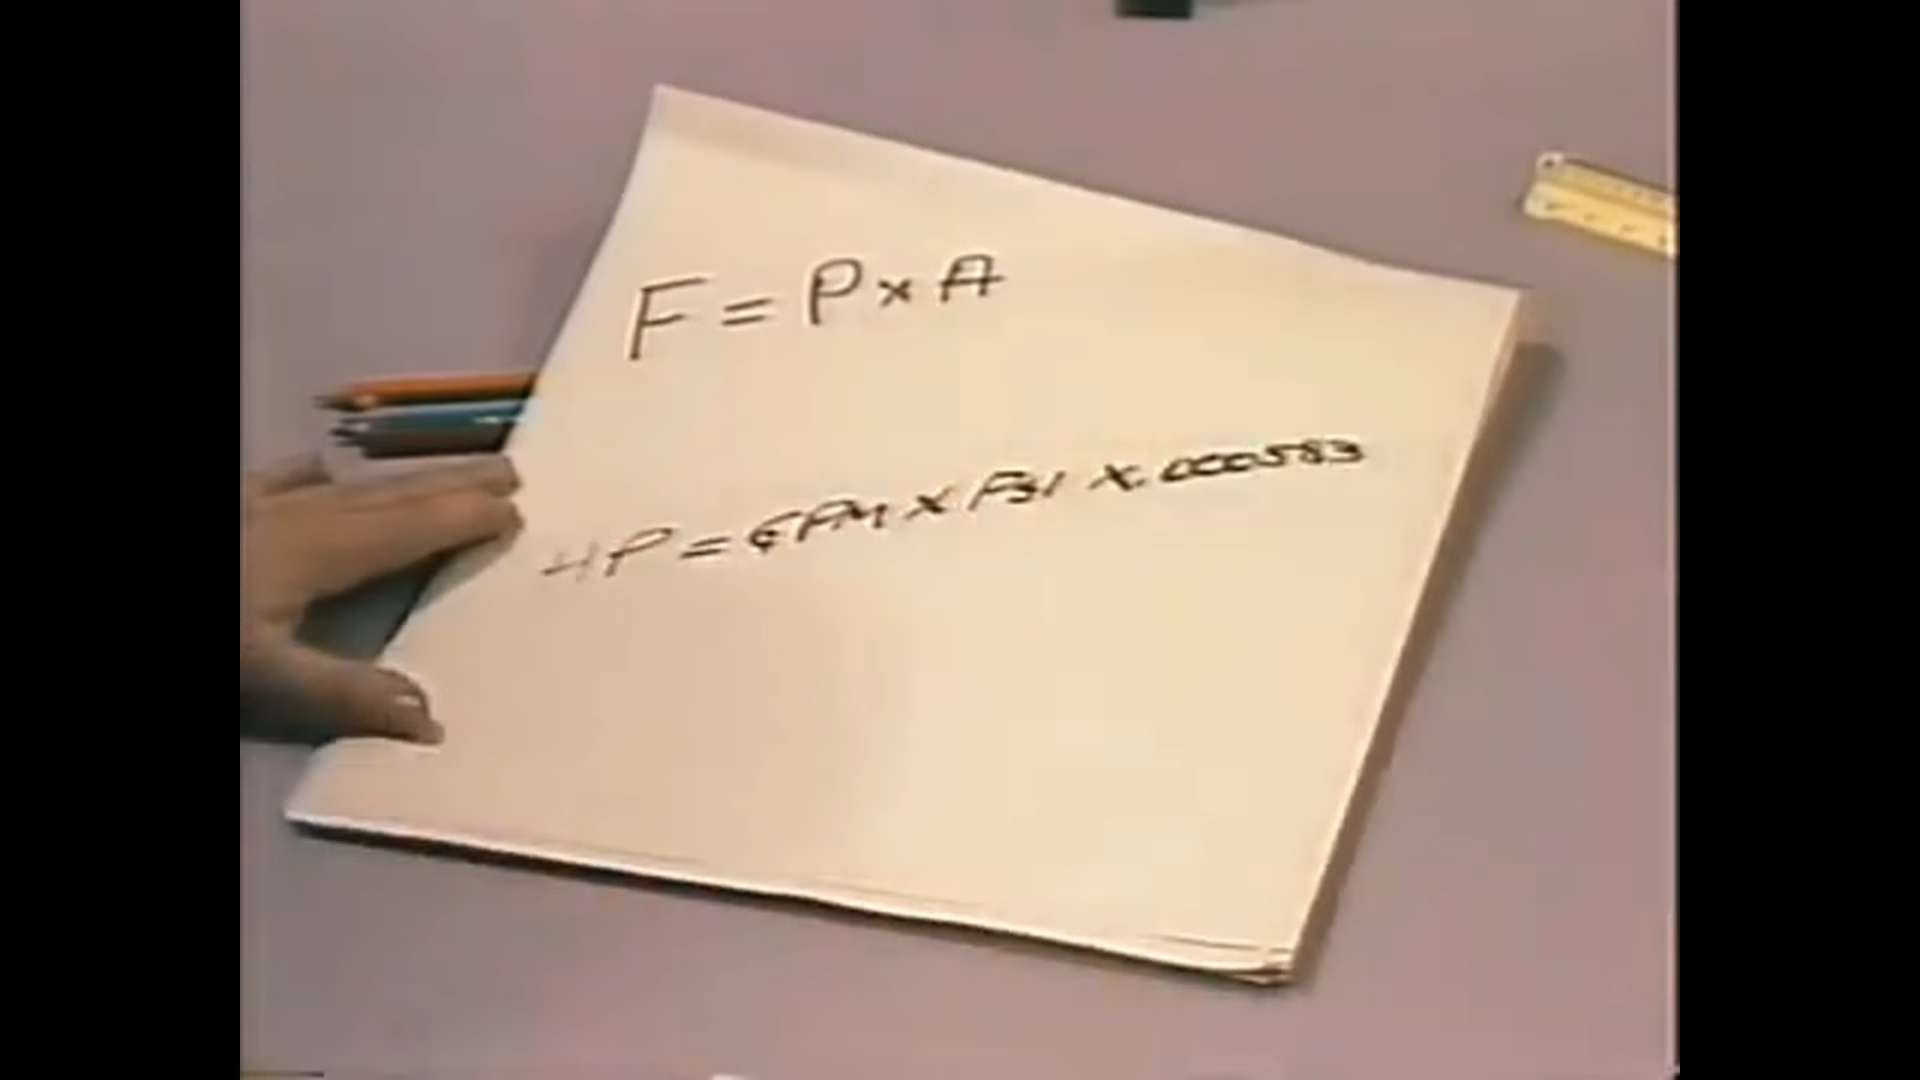 F = P x A
HP = GPM x PSI x .000583